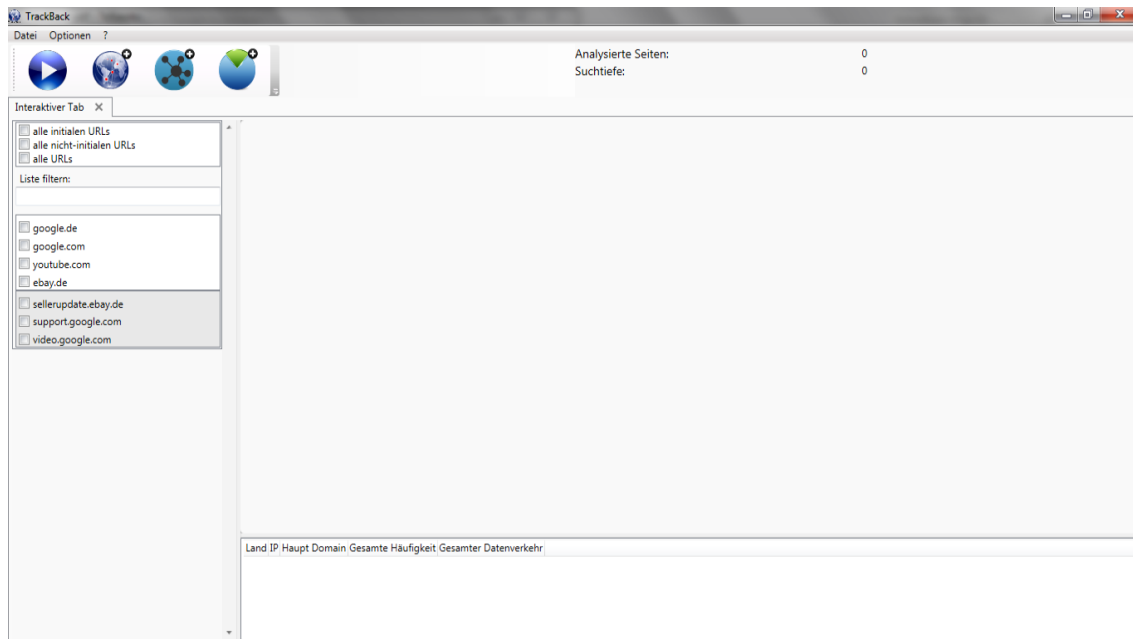 TrackBack
Datei Optionen ?
Analysierte Seiten: 0
Suchtiefe: 0
Interaktiver Tab
alle initialen URLs
alle nicht-initialen URLs
alle URLs
Liste filtern:
google.de
google.com
youtube.com
ebay.de
sellerupdate.ebay.de
support.google.com
video.google.com
Land IP Haupt Domain Gesamte Häufigkeit Gesamter Datenverkehr